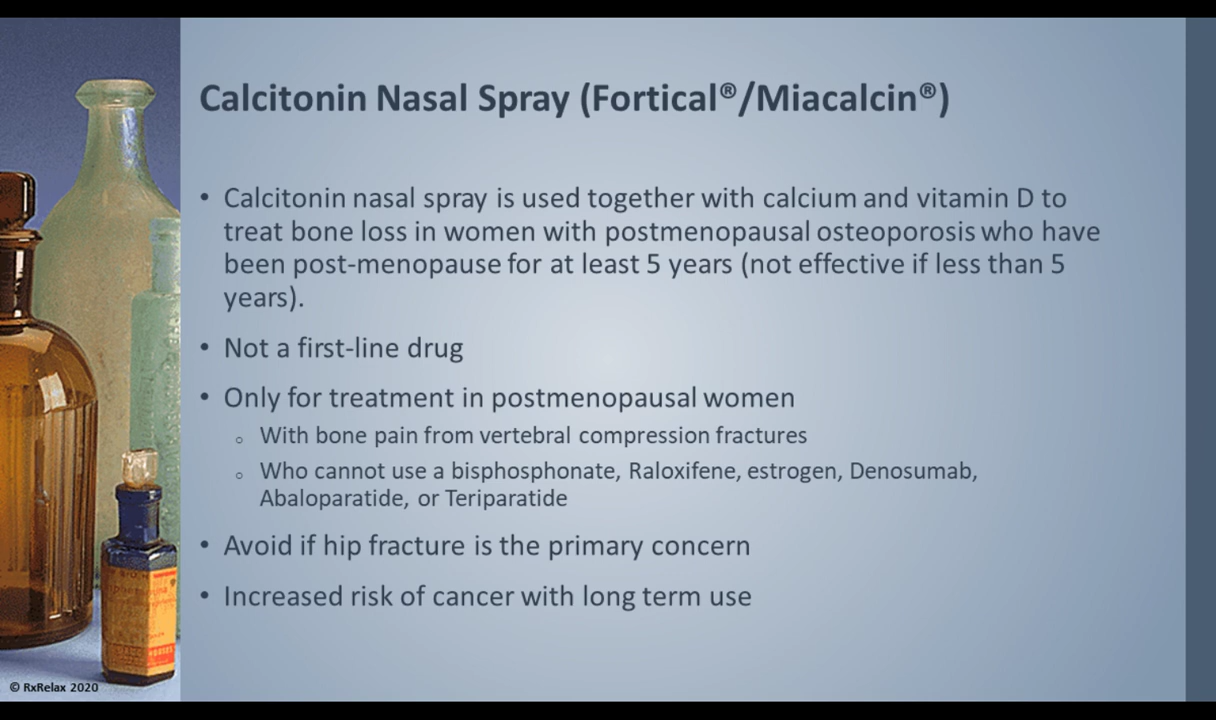 Calcitonin Nasal Spray (Fortical®/Miacalcin®)
• Calcitonin nasal spray is used together with calcium and vitamin D to
treat bone loss in women with postmenopausal osteoporosis who have
been post-menopause for at least 5 years (not effective if less than 5
years).
• Not a first-line drug
• Only for treatment in postmenopausal women
○ With bone pain from vertebral compression fractures
○ Who cannot use a bisphosphonate, Raloxifene, estrogen, Denosumab,
Abaloparatide, or Teriparatide
• Avoid if hip fracture is the primary concern
• Increased risk of cancer with long term use
© RxRelax 2020